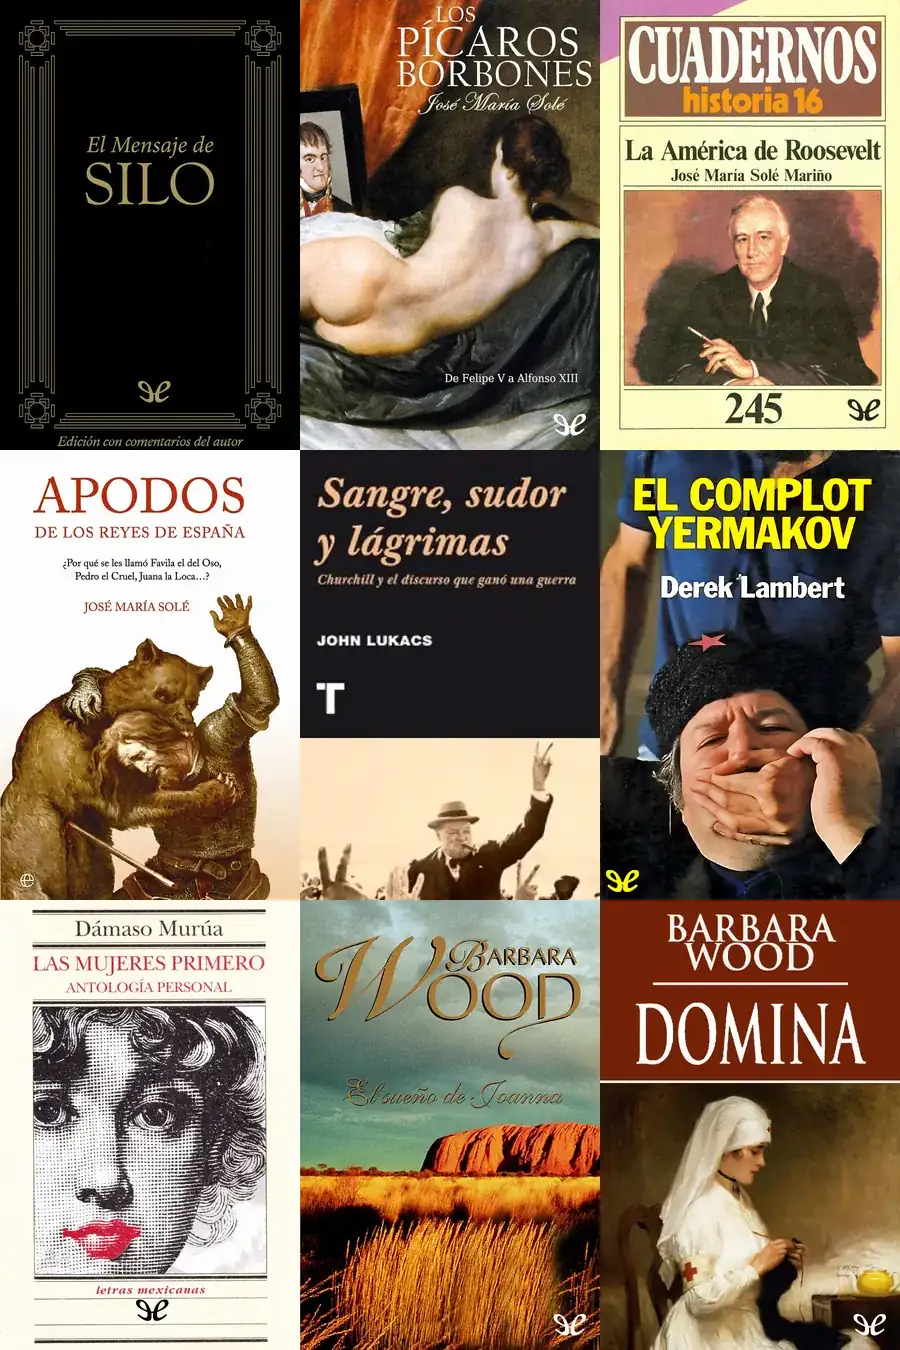 El Mensaje de
SILO
Edición con comentarios del autor
LOS
PÍCAROS
BORBONES
José María Solé
De Felipe V a Alfonso XIII
CUADERNOS
historia 16
La América de Roosevelt
José María Solé Mariño
245
APODOS
DE LOS REYES DE ESPAÑA
¿Por qué se les llamó Favila el del Oso,
Pedro el Cruel, Juana la Loca...?
JOSÉ MARÍA SOLÉ
Sangre, sudor
y lágrimas
Churchill y el discurso que ganó una guerra
JOHN LUKACS
T
EL COMPLOT
YERMAKOV
Derek Lambert
Dámaso Murúa
LAS MUJERES PRIMERO
ANTOLOGÍA PERSONAL
letras mexicanas
BARBARA
WOOD
El sueño de Joanna
BARBARA
WOOD
DOMINA